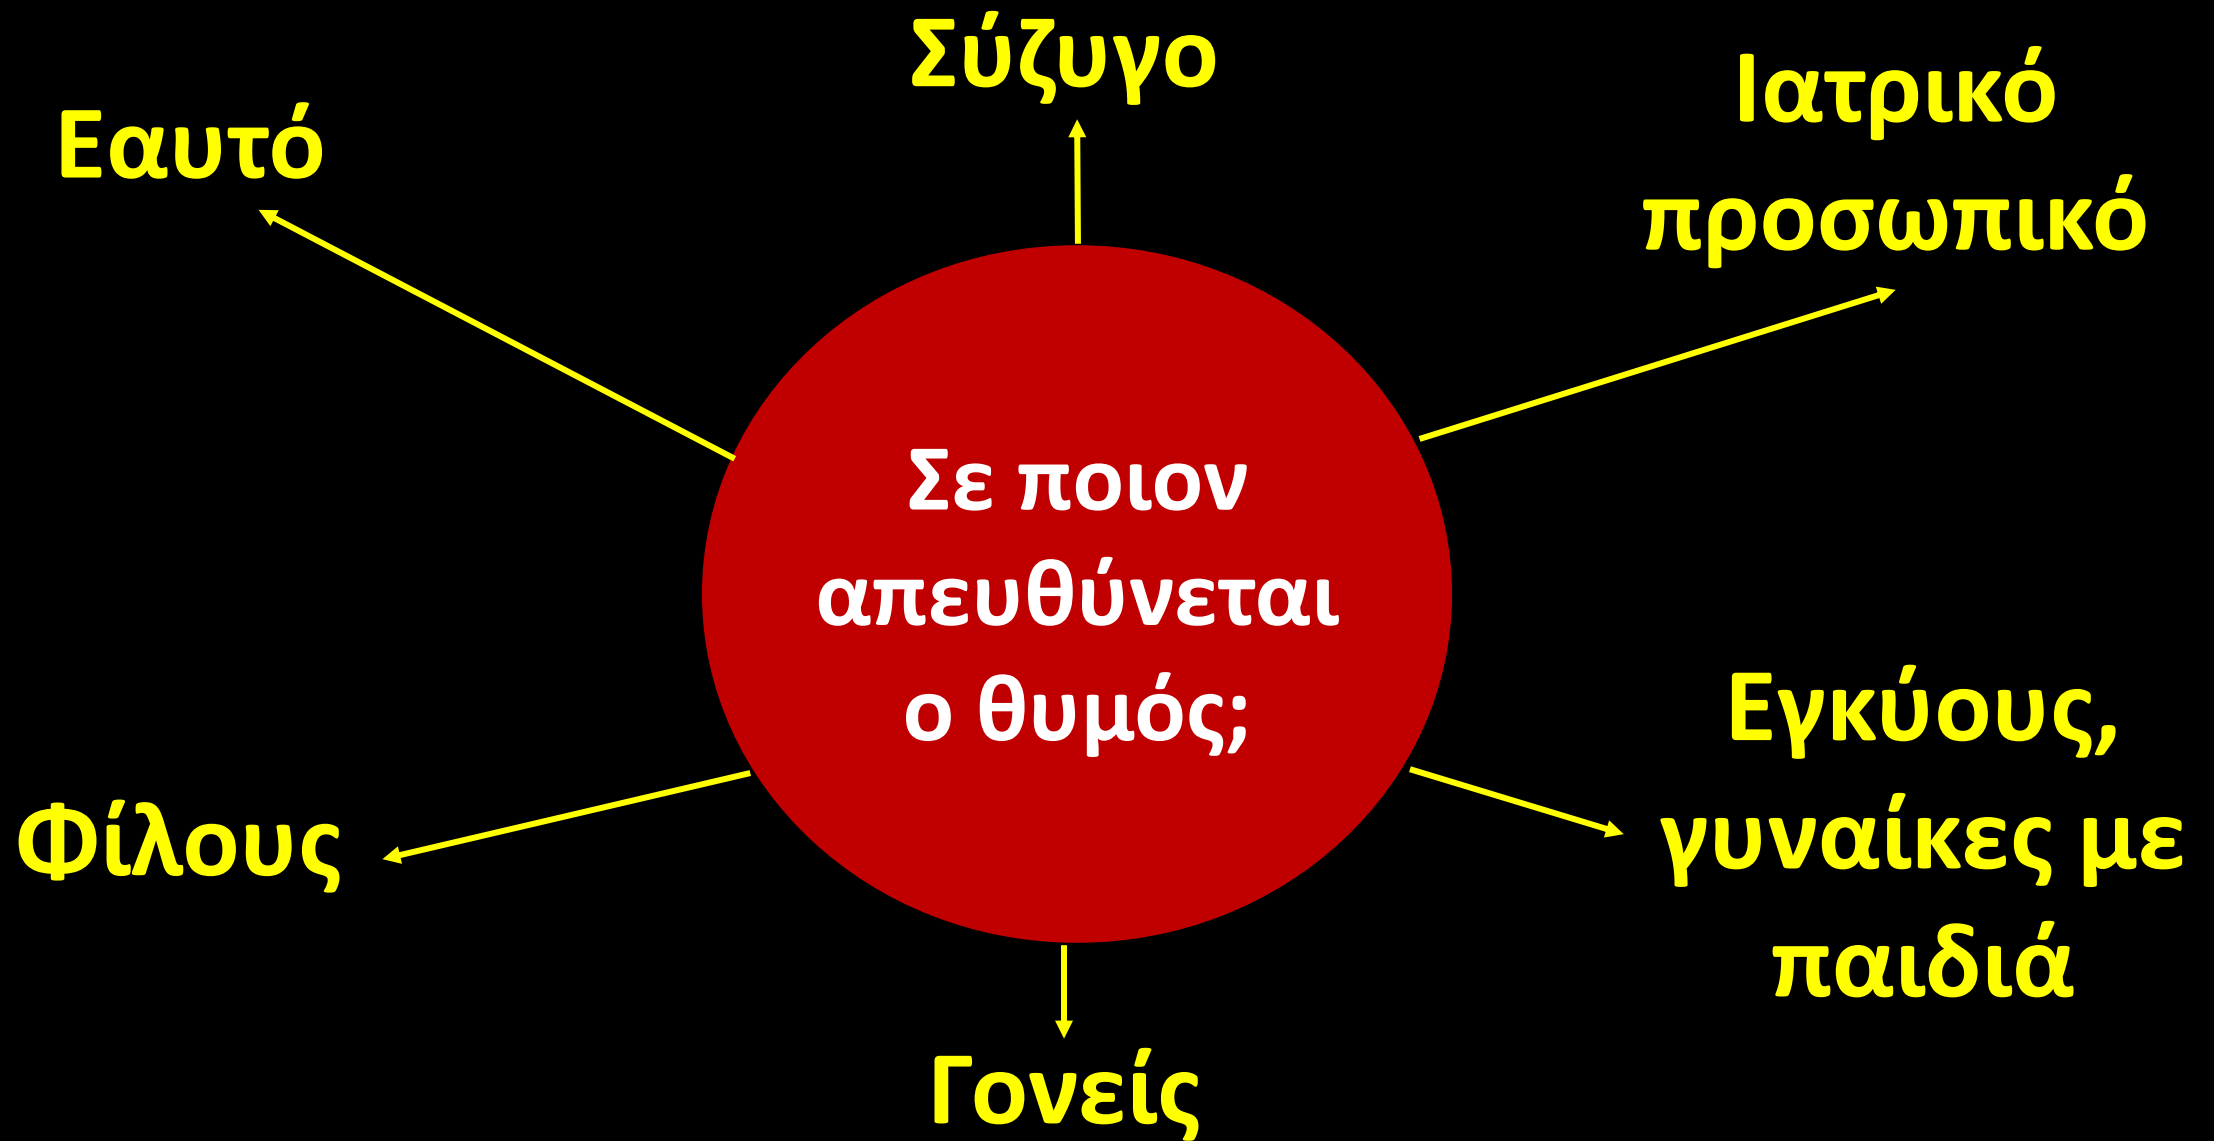 Σύζυγο
Εαυτό
Ιατρικό
προσωπικό
Σε ποιον
απευθύνεται
ο θυμός;
Φίλους
Εγκύους,
γυναίκες με
παιδιά
Γονείς